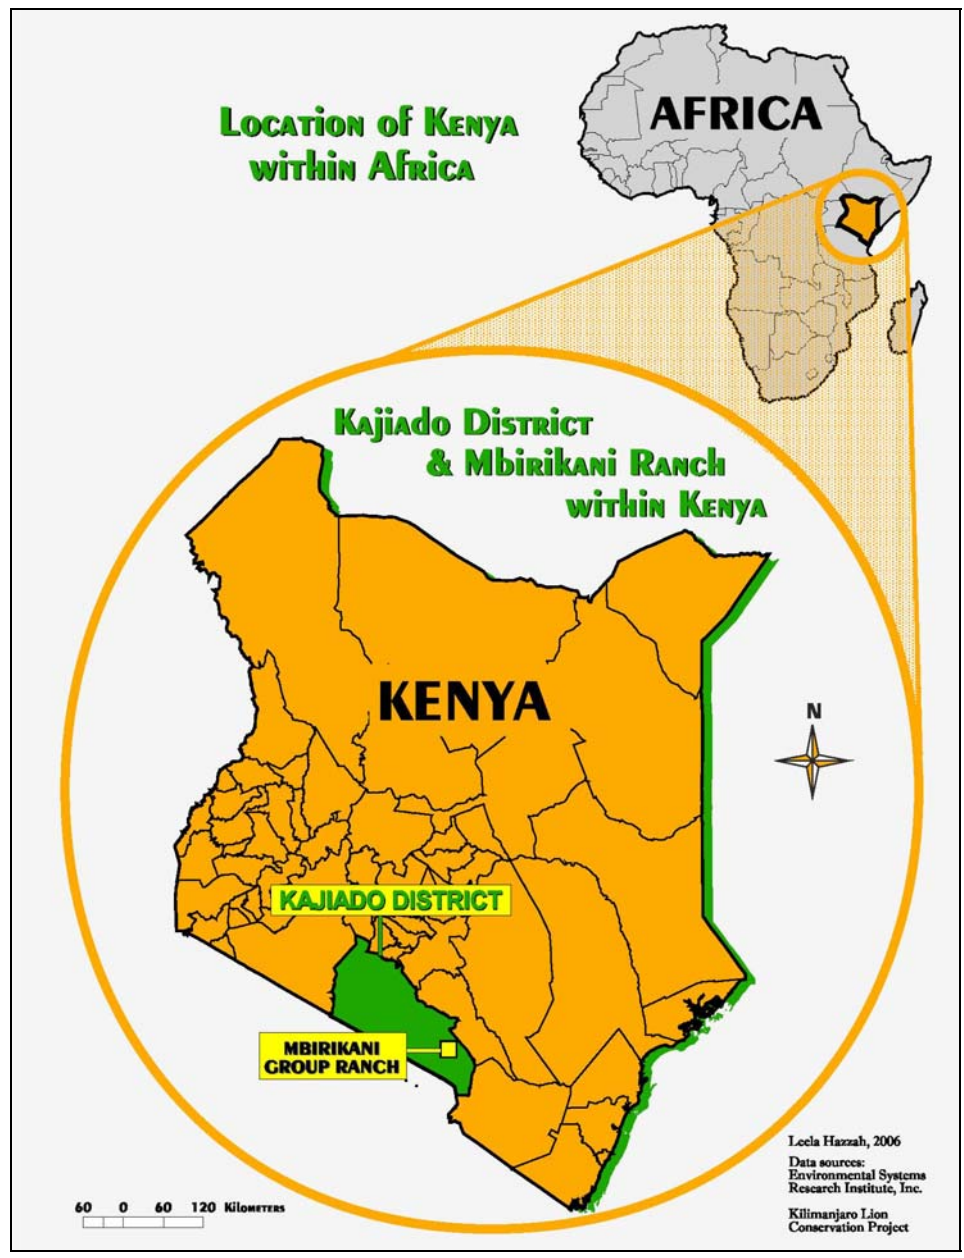 Location of Kenya
within Africa
AFRICA
Kajiado District
& Mbirikani Ranch
within Kenya
KENYA
N
KAJIADO DISTRICT
MBIRIKANI
GROUP RANCH
Leela Hazzah, 2006
Data sources:
Environmental Systems
Research Institute, Inc.
Kilimanjaro Lion
Conservation Project
60 0 60 120 Kilometers